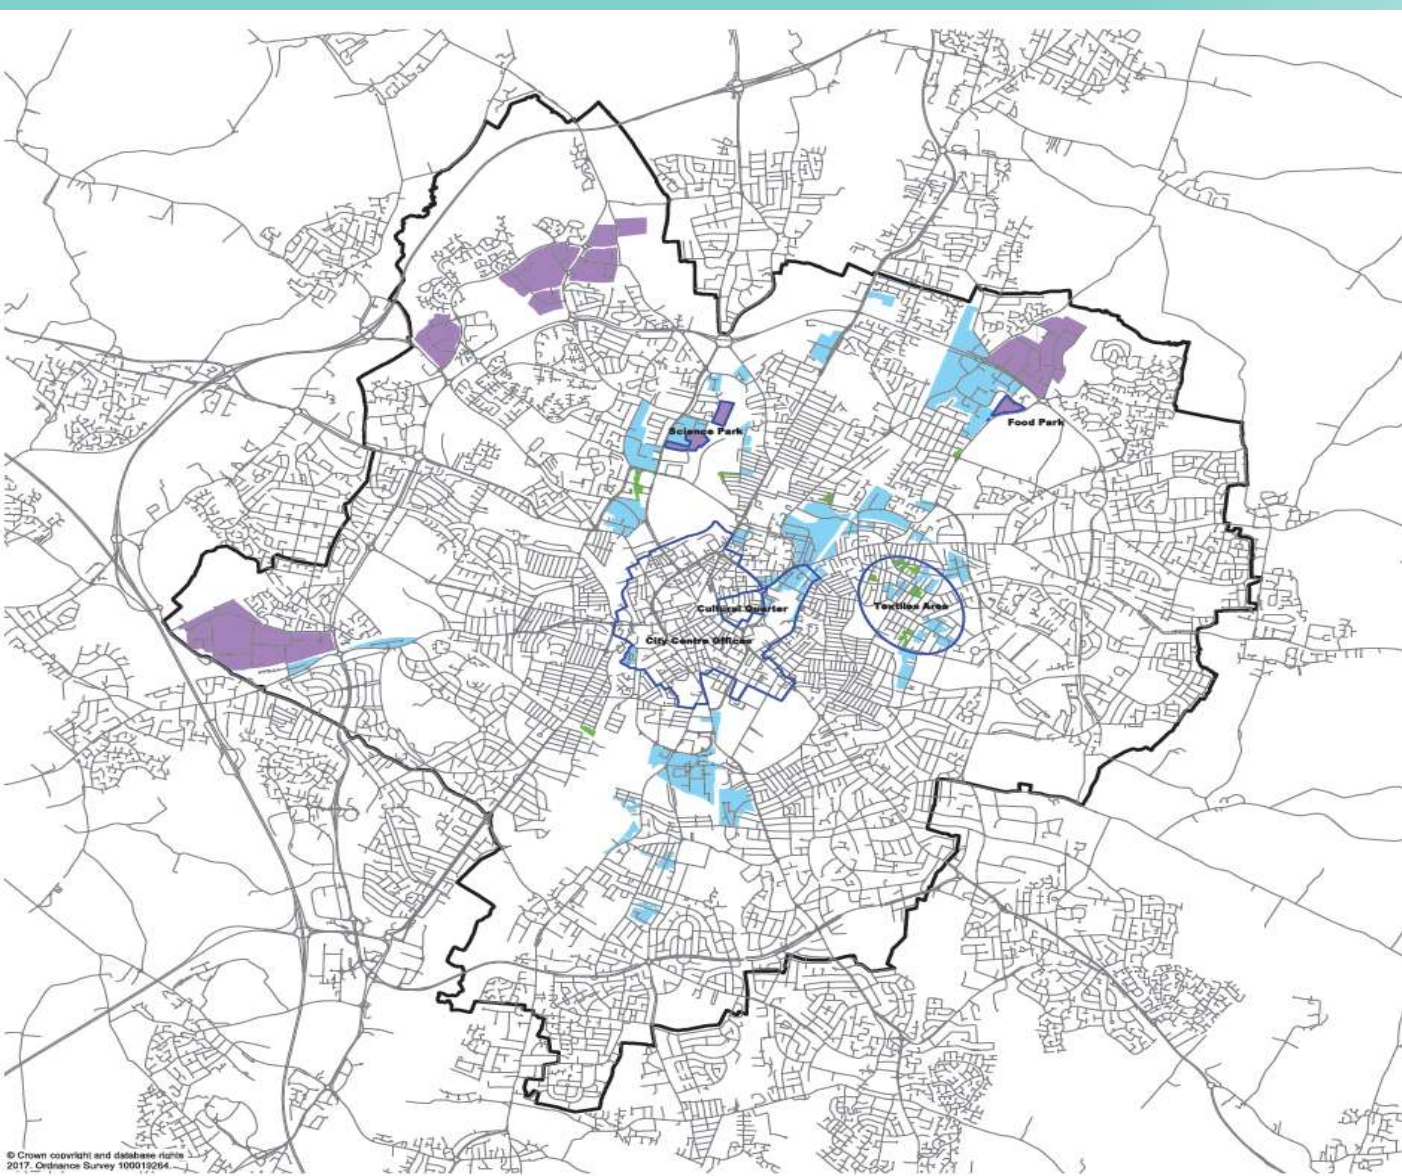 Science Park
Food Park
Textiles Area
Cultural Quarter
City Centre Offices
© Crown copyright and database rights
2017. Ordnance Survey 100019264.